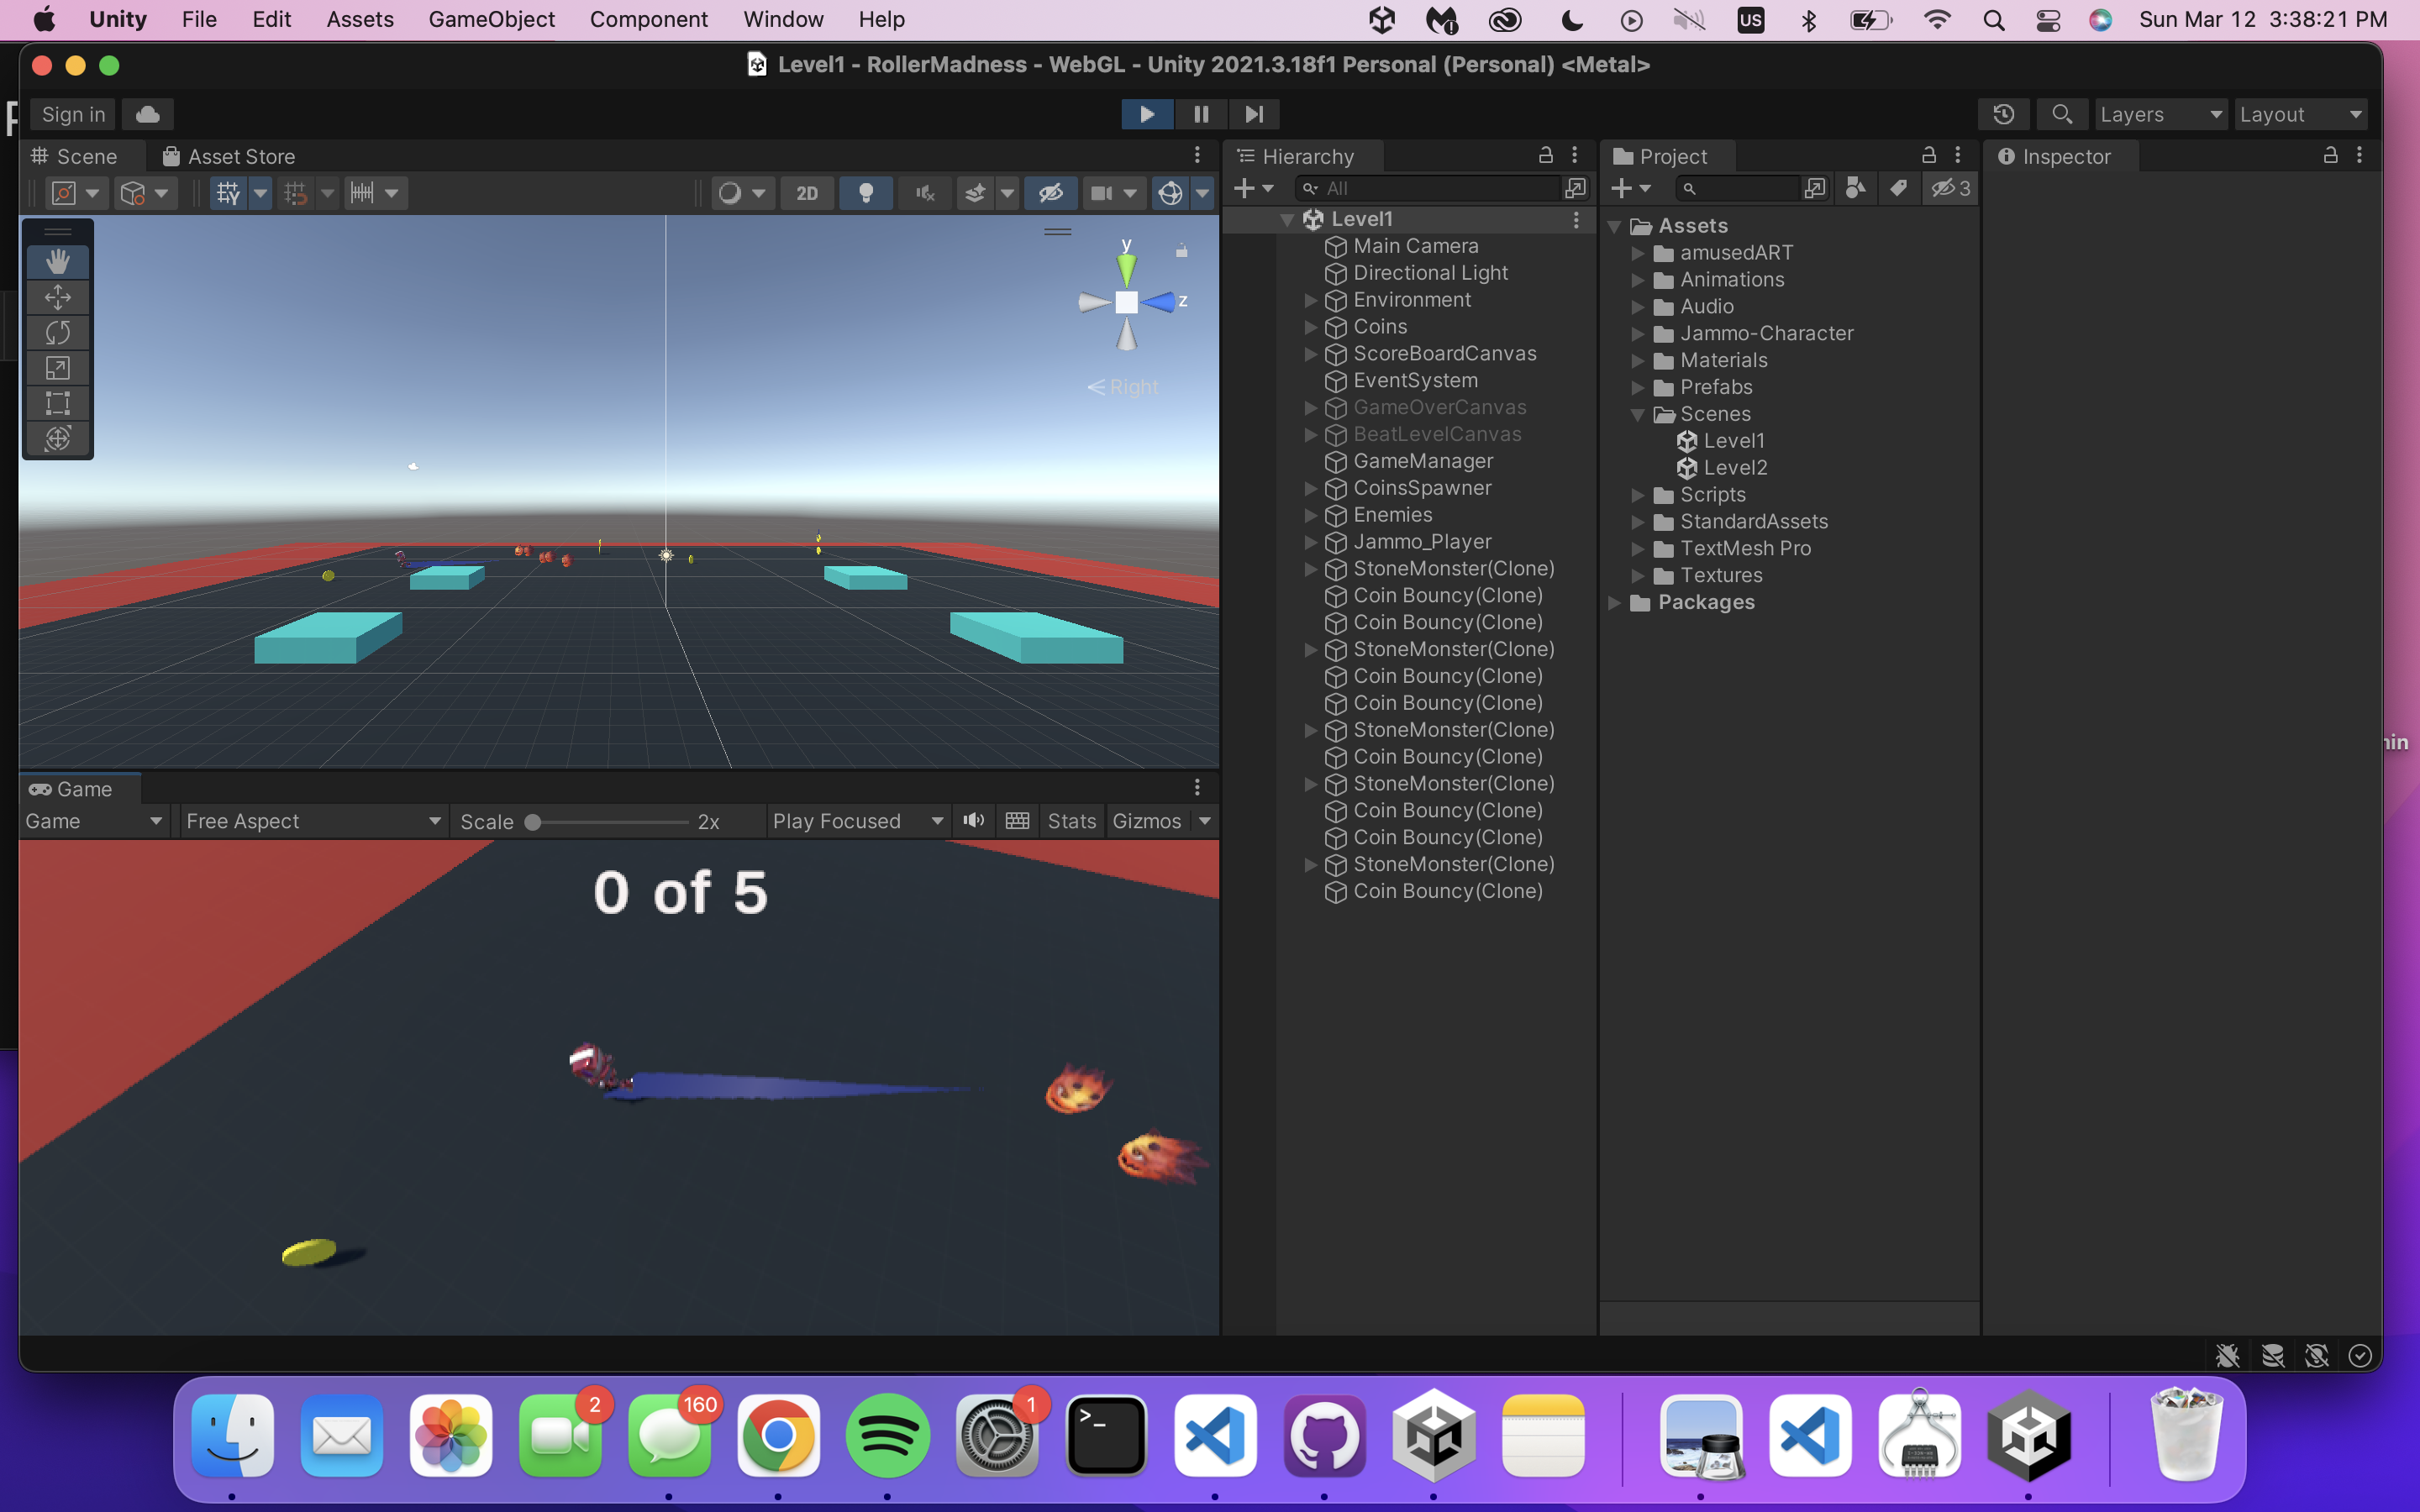 Unity File Edit Assets GameObject Component Window Help US Sun Mar 12 3:38:21 PM
Level1 - RollerMadness - WebGL - Unity 2021.3.18f1 Personal (Personal) <Metal>
Sign in Layers Layout
Scene Asset Store
2D
y
z
Right
Game
Game Free Aspect Scale 2x Play Focused Stats Gizmos
0 of 5
Hierarchy
All
Level1
Main Camera
Directional Light
Environment
Coins
ScoreBoardCanvas
EventSystem
GameOverCanvas
BeatLevelCanvas
GameManager
CoinsSpawner
Enemies
Jammo_Player
StoneMonster(Clone)
Coin Bouncy(Clone)
Coin Bouncy(Clone)
StoneMonster(Clone)
Coin Bouncy(Clone)
Coin Bouncy(Clone)
StoneMonster(Clone)
Coin Bouncy(Clone)
StoneMonster(Clone)
Coin Bouncy(Clone)
Coin Bouncy(Clone)
StoneMonster(Clone)
Coin Bouncy(Clone)
Project
3
Assets
amusedART
Animations
Audio
Jammo-Character
Materials
Prefabs
Scenes
Level1
Level2
Scripts
StandardAssets
TextMesh Pro
Textures
Packages
Inspector
2 160 1